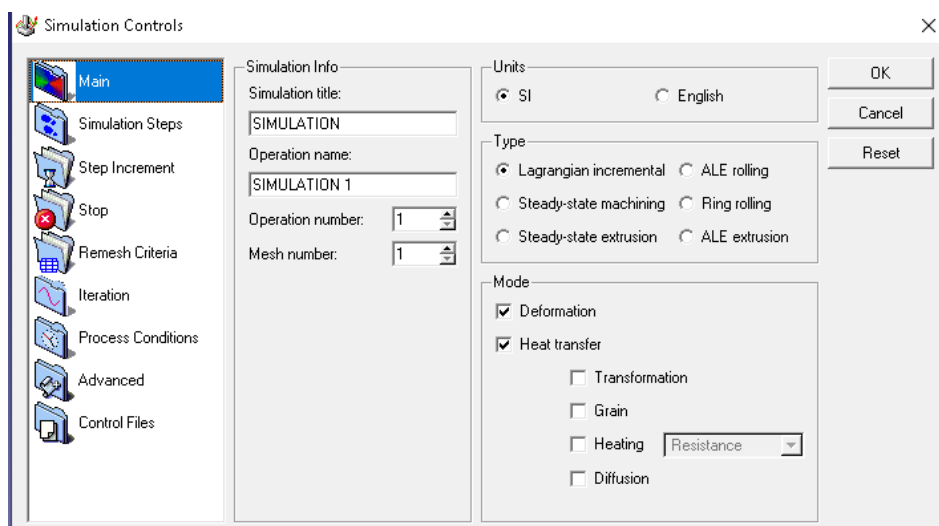 Simulation Controls
Main
Simulation Steps
Step Increment
Stop
Remesh Criteria
Iteration
Process Conditions
Advanced
Control Files
Simulation Info
Simulation title:
SIMULATION
Operation name:
SIMULATION 1
Operation number: 1
Mesh number: 1
Units
SI English
Type
Lagrangian incremental ALE rolling
Steady-state machining Ring rolling
Steady-state extrusion ALE extrusion
Mode
Deformation
Heat transfer
Transformation
Grain
Heating Resistance
Diffusion
OK
Cancel
Reset